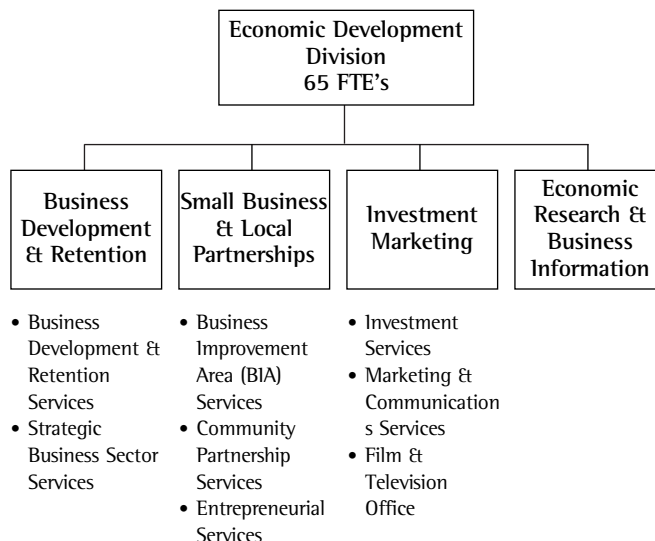 Economic Development
Division
65 FTE's
Business
Development
& Retention
Small Business
& Local
Partnerships
Investment
Marketing
Economic
Research &
Business
Information
• Business
Development &
Retention
Services
• Strategic
Business Sector
Services
• Business
Improvement
Area (BIA)
Services
• Community
Partnership
Services
• Entrepreneurial
Services
• Investment
Services
• Marketing &
Communication
s Services
• Film &
Television
Office